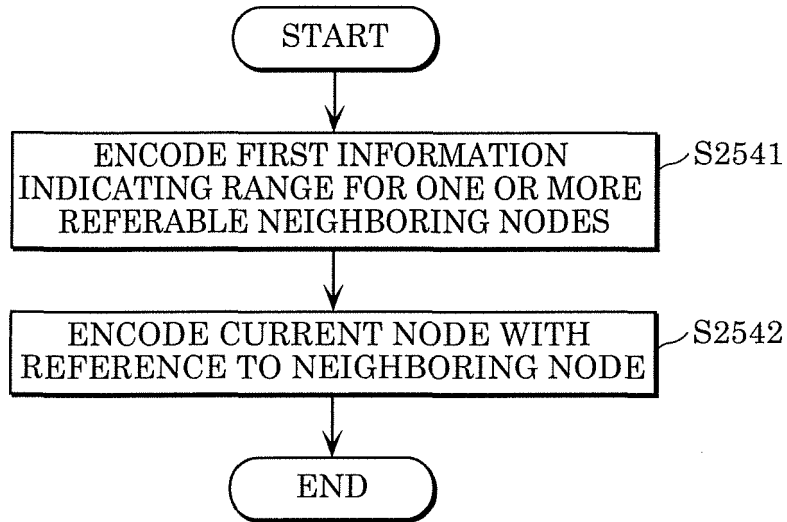 START
ENCODE FIRST INFORMATION
INDICATING RANGE FOR ONE OR MORE
REFERABLE NEIGHBORING NODES
S2541
ENCODE CURRENT NODE WITH
REFERENCE TO NEIGHBORING NODE
S2542
END